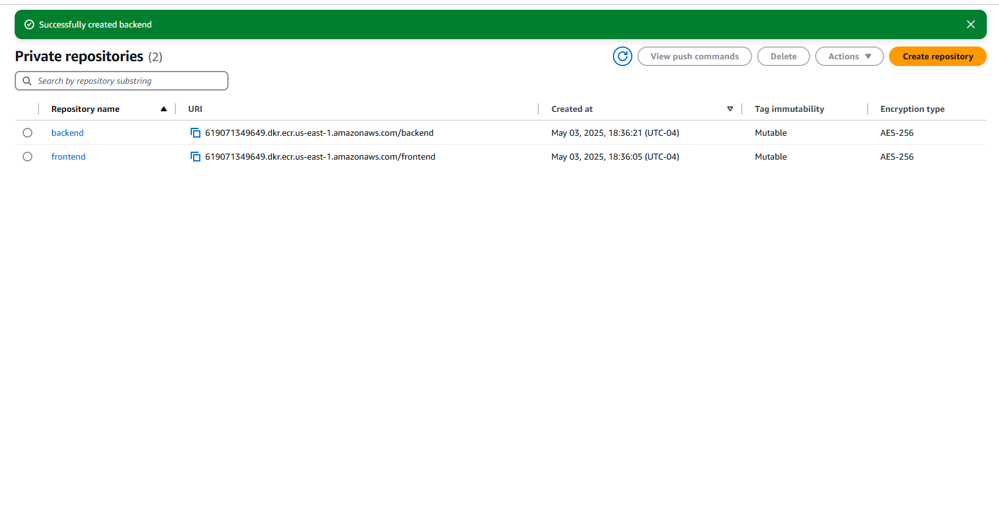 Successfully created backend
Private repositories (2)
View push commands
Delete
Actions
Create repository
Search by repository substring
Repository name URI Created at Tag immutability Encryption type
backend 619071349649.dkr.ecr.us-east-1.amazonaws.com/backend May 03, 2025, 18:36:21 (UTC-04) Mutable AES-256
frontend 619071349649.dkr.ecr.us-east-1.amazonaws.com/frontend May 03, 2025, 18:36:05 (UTC-04) Mutable AES-256